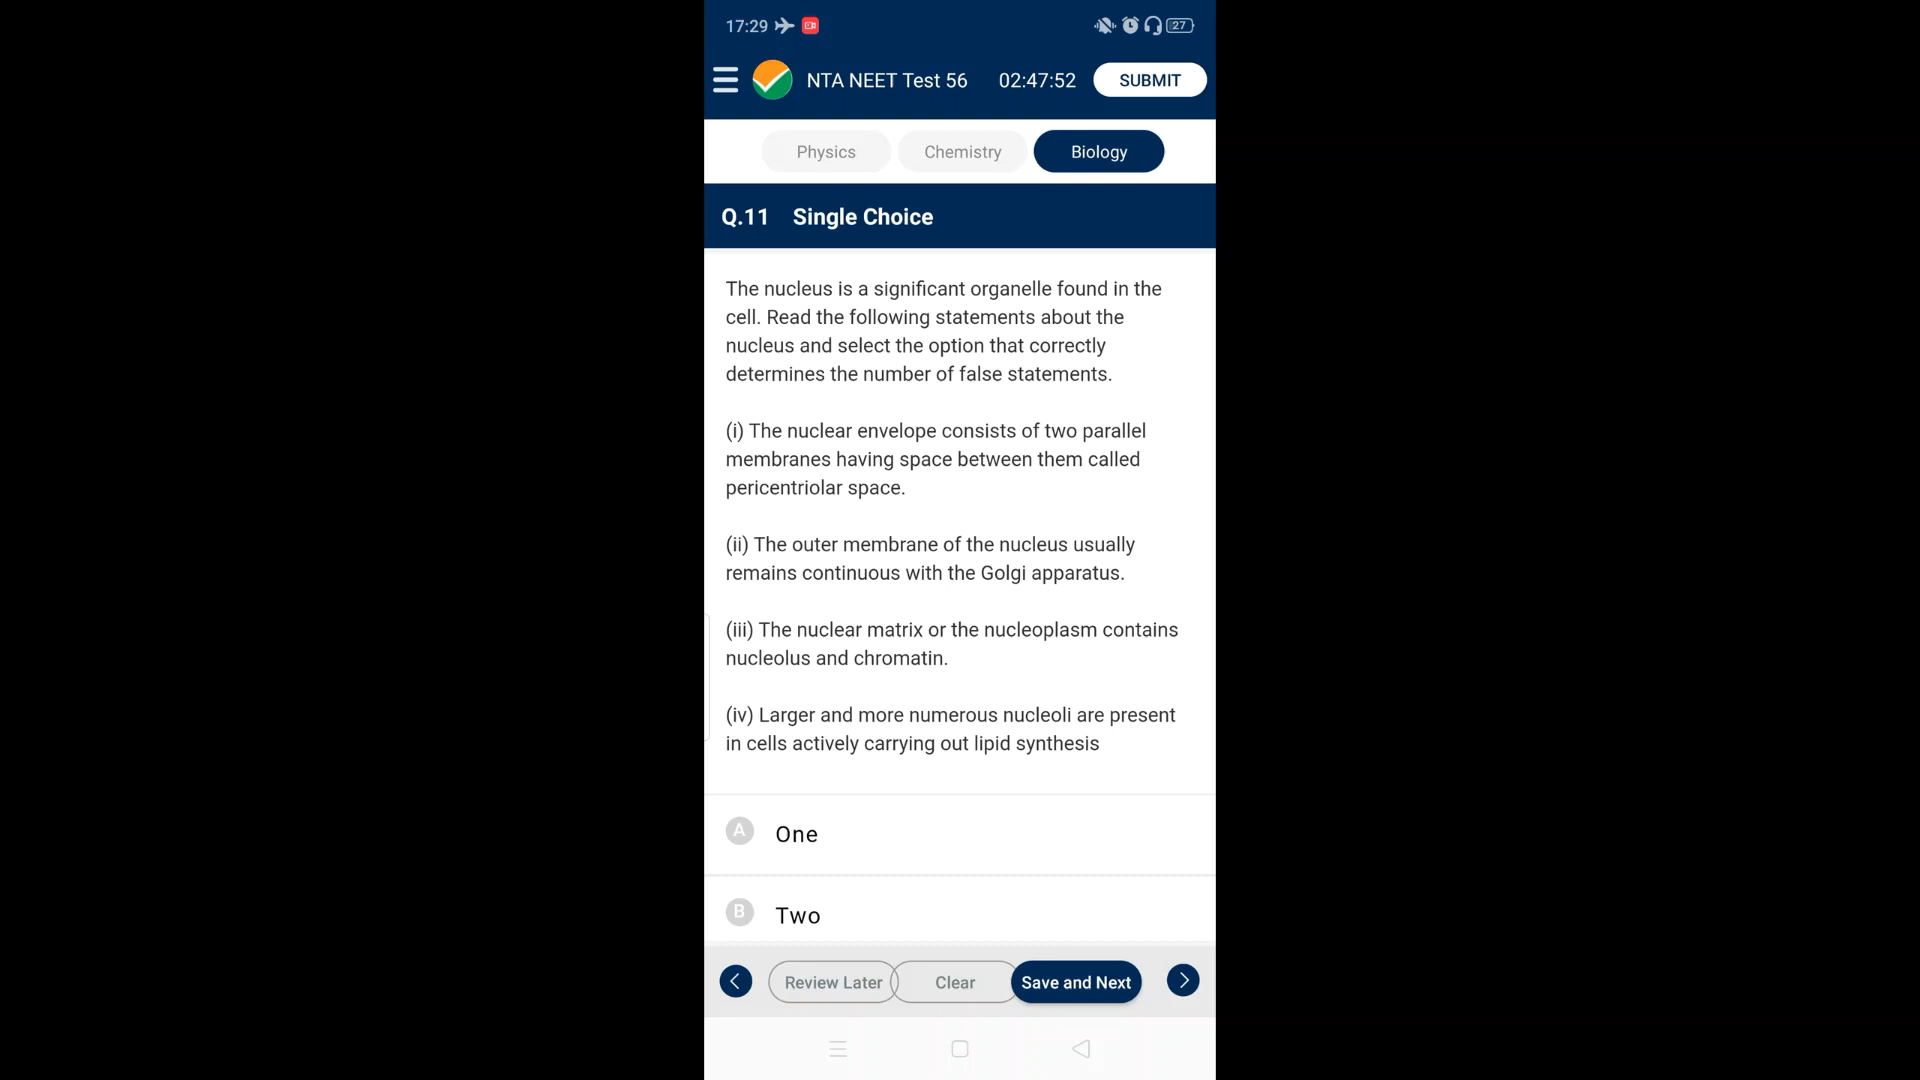 17:29
27
NTA NEET Test 56 02:47:52 SUBMIT
Physics Chemistry Biology
Q.11 Single Choice
The nucleus is a significant organelle found in the
cell. Read the following statements about the
nucleus and select the option that correctly
determines the number of false statements.
(i) The nuclear envelope consists of two parallel
membranes having space between them called
pericentriolar space.
(ii) The outer membrane of the nucleus usually
remains continuous with the Golgi apparatus.
(iii) The nuclear matrix or the nucleoplasm contains
nucleolus and chromatin.
(iv) Larger and more numerous nucleoli are present
in cells actively carrying out lipid synthesis
A One
B Two
Review Later Clear Save and Next